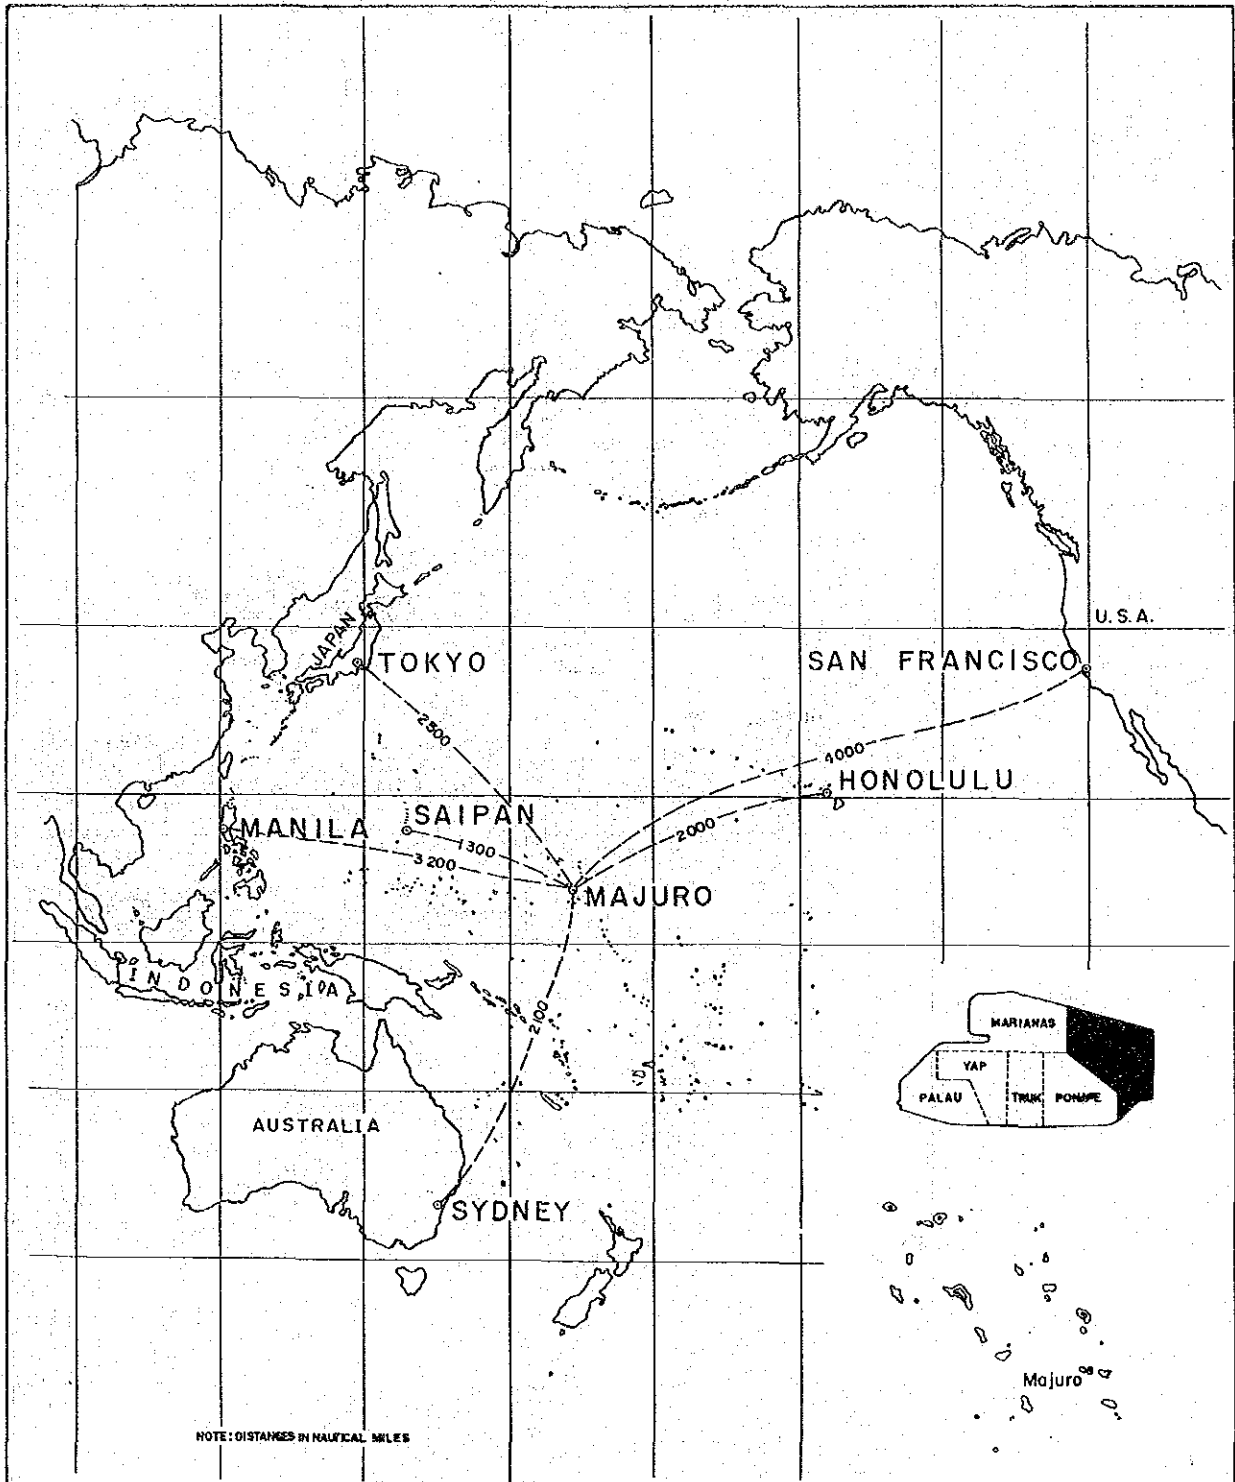 U.S.A.
JAPAN
TOKYO
SAN FRANCISCO
2500
4000
HONOLULU
SAIPAN
MANILA
2000
1300
3200
MAJURO
INDONESIA
2100
MARIANAS
YAP
PALAU
TRUK
PONAPE
AUSTRALIA
SYDNEY
Majuro
NOTE: DISTANCES IN NAUTICAL MILES